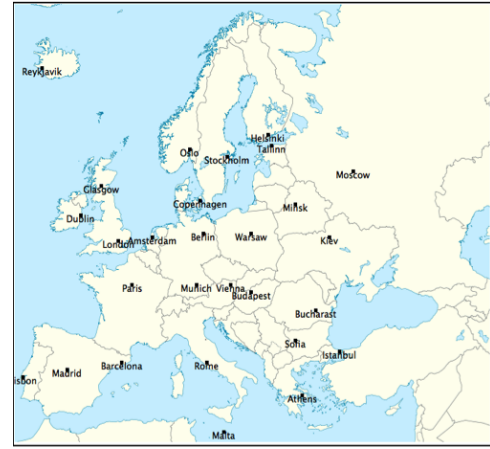 Reykjavik
Helsinki
Oslo
Tallinn
Stockholm
Moscow
Glasgow
Copenhagen
Minsk
Dublin
London
Amsterdam
Berlin
Warsaw
Kiev
Paris
Munich
Vienna
Budapest
Bucharast
Sofia
Istanbul
Madrid
Barcelona
Rome
isbon
Athens
Malta